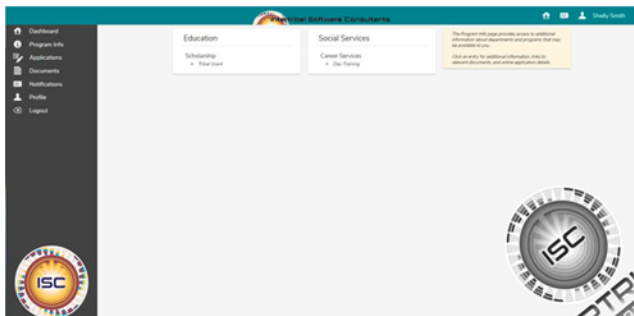 Intertribal Software Consultants
Shelly Smith
Dashboard
Program Info
Applications
Documents
Notifications
Profile
Logout
Education
Scholarship
Tribal Grant
Social Services
Career Services
Day Training
The Program Info page provides access to additional
information about departments and programs that may
be available to you.
Click an entry for additional information, links to
relevant documents, and online application details.
ISC
ISC
PTR